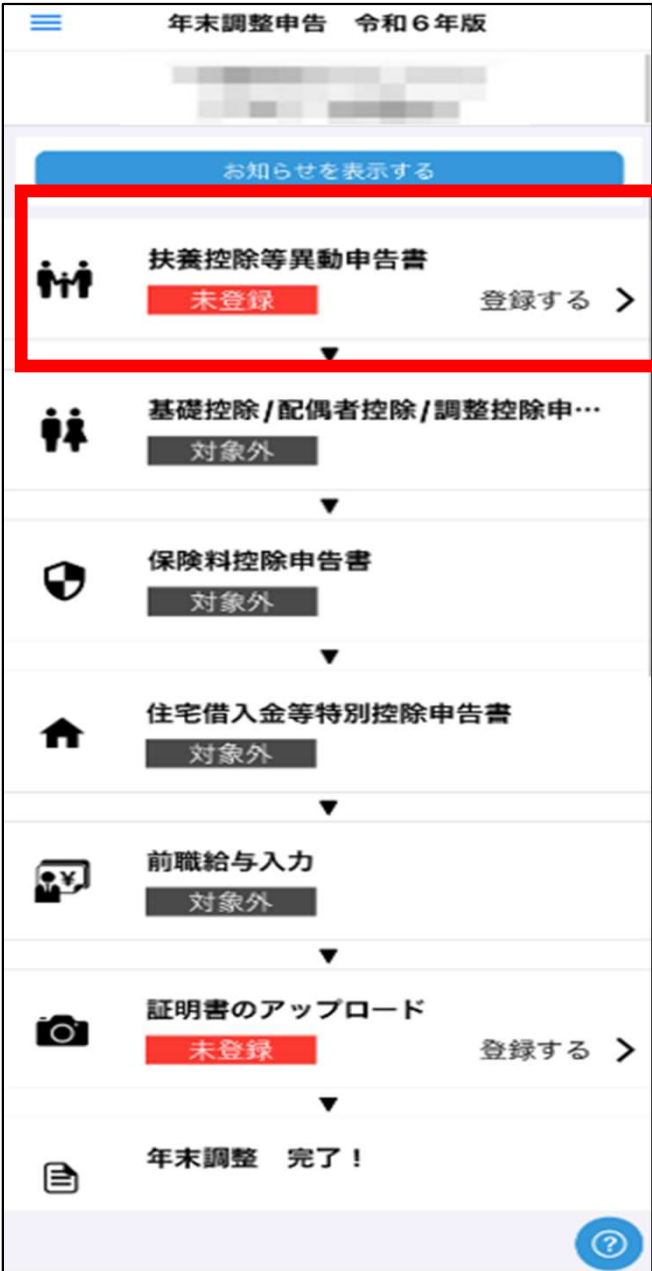 年末調整申告　令和６年版
お知らせを表示する
扶養控除等異動申告書
未登録 登録する
基礎控除/配偶者控除/調整控除申…
対象外
保険料控除申告書
対象外
住宅借入金等特別控除申告書
対象外
前職給与入力
対象外
証明書のアップロード
未登録 登録する
年末調整　完了！